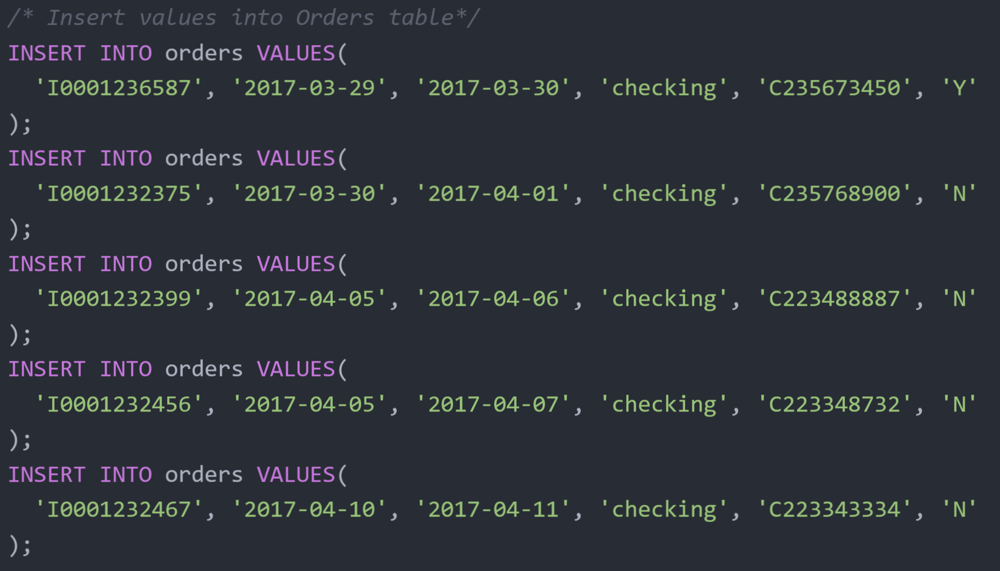 /* Insert values into Orders table*/
INSERT INTO orders VALUES(
  'I0001236587', '2017-03-29', '2017-03-30', 'checking', 'C235673450', 'Y'
);
INSERT INTO orders VALUES(
  'I0001232375', '2017-03-30', '2017-04-01', 'checking', 'C235768900', 'N'
);
INSERT INTO orders VALUES(
  'I0001232399', '2017-04-05', '2017-04-06', 'checking', 'C223488887', 'N'
);
INSERT INTO orders VALUES(
  'I0001232456', '2017-04-05', '2017-04-07', 'checking', 'C223348732', 'N'
);
INSERT INTO orders VALUES(
  'I0001232467', '2017-04-10', '2017-04-11', 'checking', 'C223343334', 'N'
);